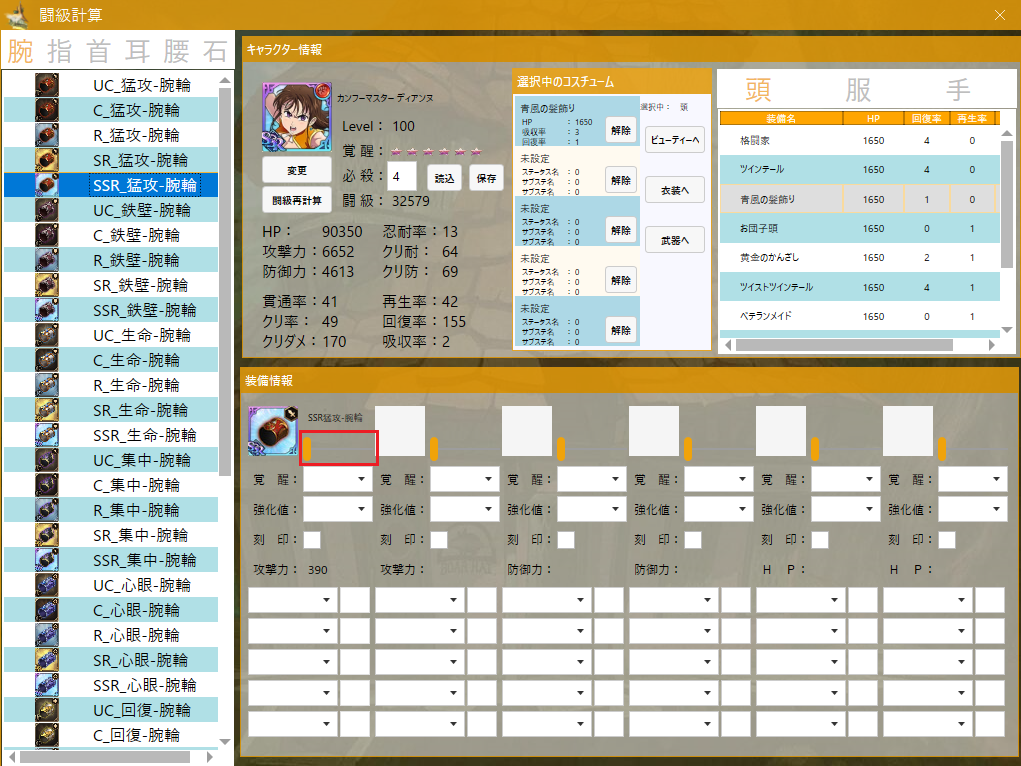 闘級計算
腕 指 首 耳 腰 石
UC_猛攻-腕輪
C_猛攻-腕輪
R_猛攻-腕輪
SR_猛攻-腕輪
SSR_猛攻-腕輪
UC_鉄壁-腕輪
C_鉄壁-腕輪
R_鉄壁-腕輪
SR_鉄壁-腕輪
SSR_鉄壁-腕輪
UC_生命-腕輪
C_生命-腕輪
R_生命-腕輪
SR_生命-腕輪
SSR_生命-腕輪
UC_集中-腕輪
C_集中-腕輪
R_集中-腕輪
SR_集中-腕輪
SSR_集中-腕輪
UC_心眼-腕輪
C_心眼-腕輪
R_心眼-腕輪
SR_心眼-腕輪
SSR_心眼-腕輪
UC_回復-腕輪
C_回復-腕輪
キャラクター情報
カンフーマスター ディアンヌ
Level： 100
覚 醒：
必 殺： 4 読込 保存
闘 級： 32579
変更
闘級再計算
HP： 90350 忍耐率：13
攻撃力：6652 クリ耐： 64
防御力：4613 クリ防： 69
貫通率：41 再生率：42
クリ率： 49 回復率：155
クリダメ：170 吸収率：2
選択中のコスチューム
青風の髪飾り
HP ：1650
吸収率 ：3
回復率 ：1
解除
未設定
ステータス名 ：0
サブステ名 ：0
サブステ名 ：0
解除
未設定
ステータス名 ：0
サブステ名 ：0
サブステ名 ：0
解除
未設定
ステータス名 ：0
サブステ名 ：0
サブステ名 ：0
解除
未設定
ステータス名 ：0
サブステ名 ：0
サブステ名 ：0
解除
選択中： 頭
ビューティーへ
衣装へ
武器へ
頭 服 手
装備名 HP 回復率 再生率
格闘家 1650 4 0
ツインテール 1650 4 0
青風の髪飾り 1650 1 0
お団子頭 1650 0 1
黄金のかんざし 1650 2 1
ツイストツインテール 1650 4 1
ベテランメイド 1650 0 1
装備情報
SSR猛攻-腕輪
覚 醒： 覚 醒： 覚 醒： 覚 醒： 覚 醒： 覚 醒：
強化値： 強化値： 強化値： 強化値： 強化値： 強化値：
刻 印： 刻 印： 刻 印： 刻 印： 刻 印： 刻 印：
攻撃力： 390 攻撃力： 防御力： 防御力： H P： H P：